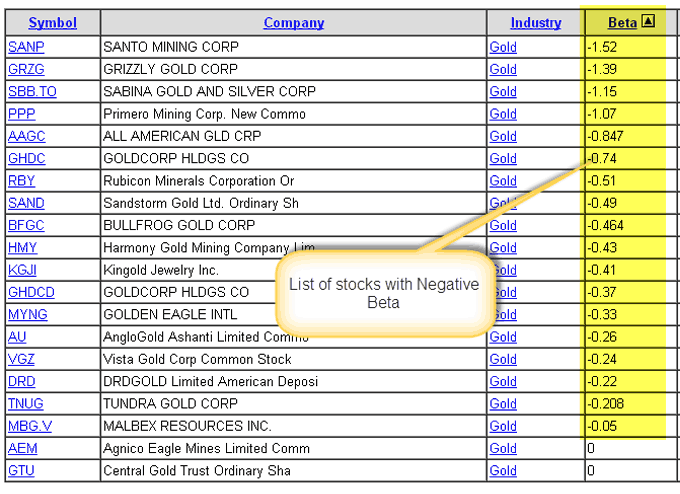 Symbol Company Industry Beta
SANP SANTO MINING CORP Gold -1.52
GRZG GRIZZLY GOLD CORP Gold -1.39
SBB.TO SABINA GOLD AND SILVER CORP Gold -1.15
PPP Primero Mining Corp. New Commo Gold -1.07
AAGC ALL AMERICAN GLD CRP Gold -0.847
GHDC GOLDCORP HLDGS CO Gold -0.74
RBY Rubicon Minerals Corporation Or Gold -0.51
SAND Sandstorm Gold Ltd. Ordinary Sh Gold -0.49
BFGC BULLFROG GOLD CORP Gold -0.464
HMY Harmony Gold Mining Company Lim Gold -0.43
KGJI Kingold Jewelry Inc. Gold -0.41
GHDCD GOLDCORP HLDGS CO Gold -0.37
MYNG GOLDEN EAGLE INTL Gold -0.33
AU AngloGold Ashanti Limited Commo Gold -0.26
VGZ Vista Gold Corp Common Stock Gold -0.24
DRD DRDGOLD Limited American Deposi Gold -0.22
TNUG TUNDRA GOLD CORP Gold -0.208
MBG.V MALBEX RESOURCES INC. Gold -0.05
AEM Agnico Eagle Mines Limited Comm Gold 0
GTU Central Gold Trust Ordinary Sha Gold 0
List of stocks with Negative
Beta